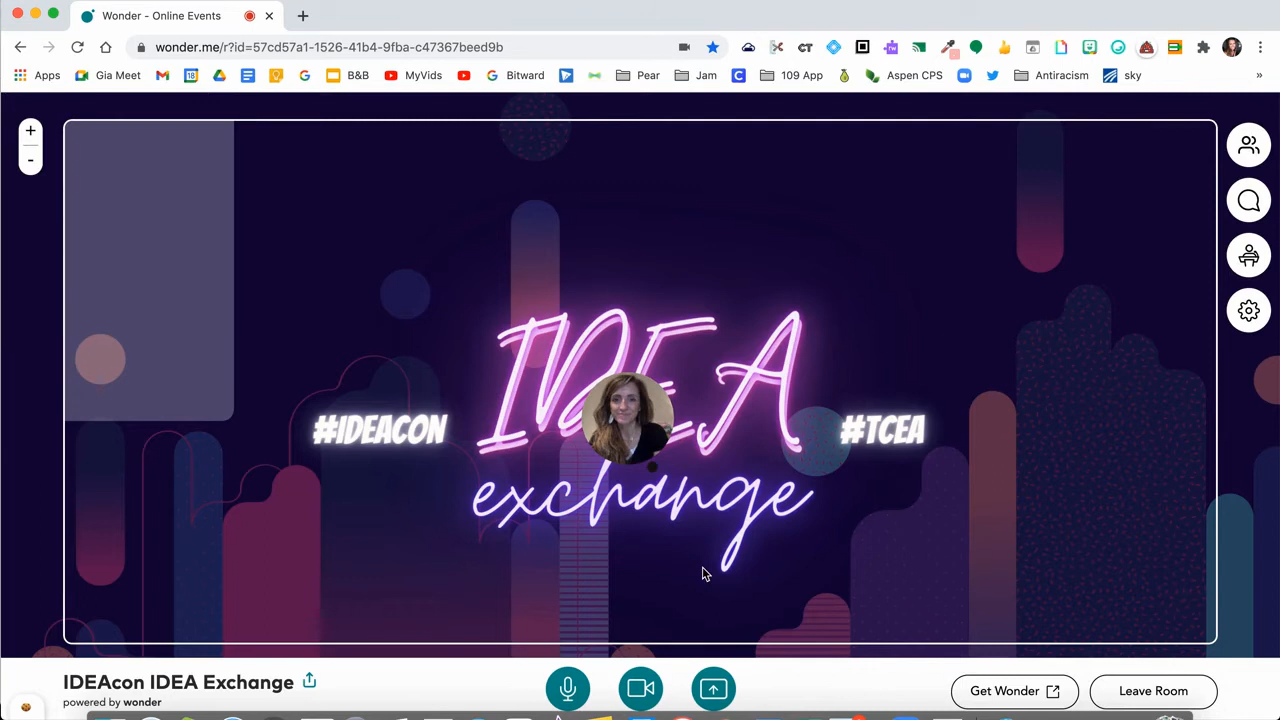 Wonder - Online Events
wonder.me/r?id=57cd57a1-1526-41b4-9fba-c47367beed9b
Apps Gia Meet B&B MyVids Bitward Pear Jam 109 App Aspen CPS Antiracism sky »
+
-
IDEA
#IDEACON #TCEA
exchange
IDEAcon IDEA Exchange
powered by wonder
Get Wonder
Leave Room